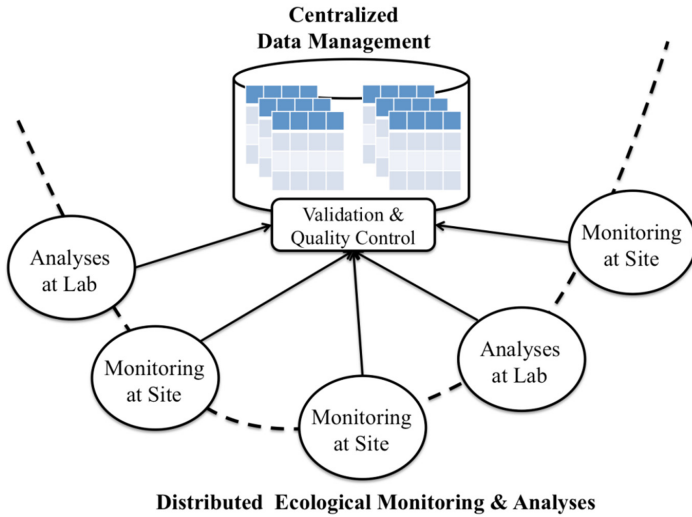 Centralized
Data Management
Validation &
Quality Control
Analyses
at Lab
Monitoring
at Site
Monitoring
at Site
Analyses
at Lab
Monitoring
at Site
Distributed Ecological Monitoring & Analyses